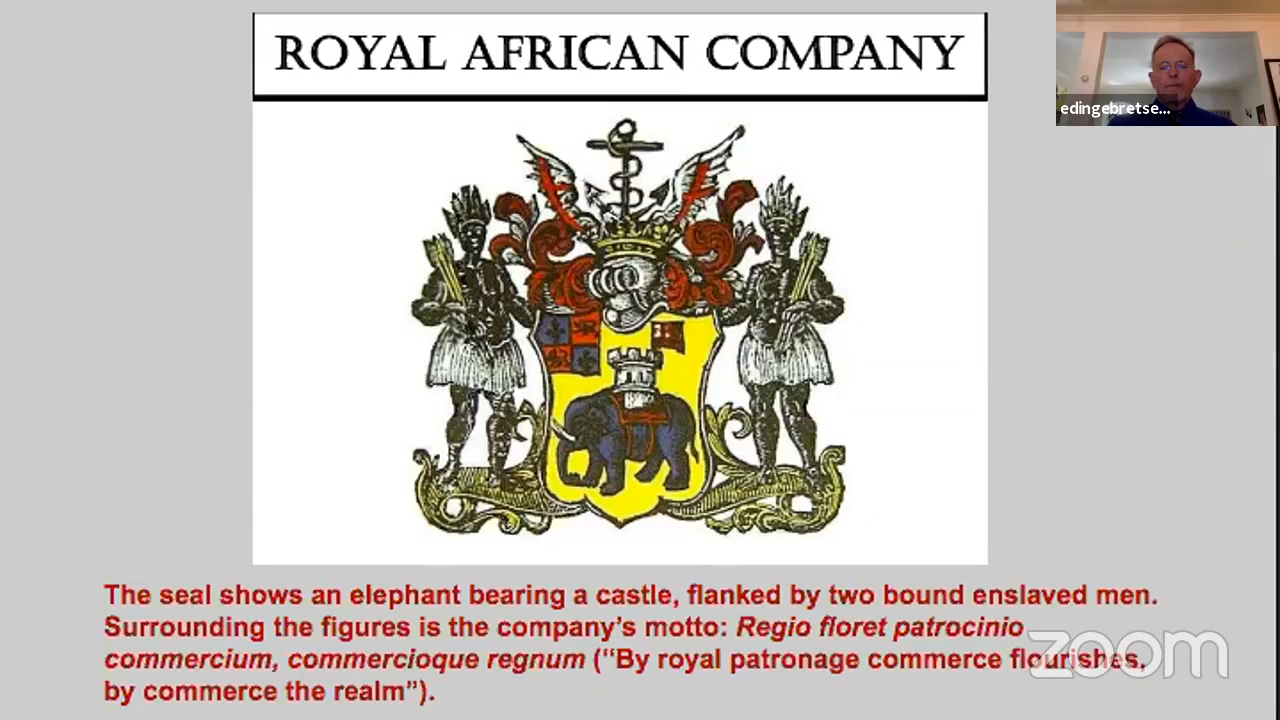 ROYAL AFRICAN COMPANY
edingebretse...
The seal shows an elephant bearing a castle, flanked by two bound enslaved men.
Surrounding the figures is the company's motto: Regio floret patrocinio
commercium, commercioque regnum (“By royal patronage commerce flourishes,
by commerce the realm”).
zoom